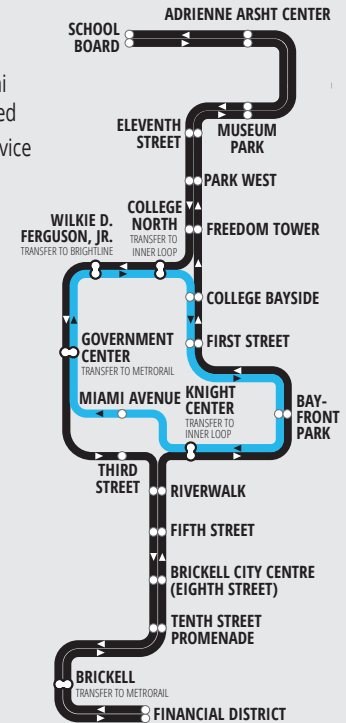 ADRIENNE ARSHT CENTER
SCHOOL
BOARD
ni
ed
vice
ELEVENTH
STREET
MUSEUM
PARK
PARK WEST
COLLEGE
NORTH
TRANSFER TO
INNER LOOP
WILKIE D.
FERGUSON, JR.
TRANSFER TO BRIGHTLINE
FREEDOM TOWER
COLLEGE BAYSIDE
FIRST STREET
GOVERNMENT
CENTER
TRANSFER TO METRORAIL
MIAMI AVENUE
KNIGHT
CENTER
TRANSFER TO
INNER LOOP
BAY-
FRONT
PARK
THIRD
STREET
RIVERWALK
FIFTH STREET
BRICKELL CITY CENTRE
(EIGHTH STREET)
TENTH STREET
PROMENADE
BRICKELL
TRANSFER TO METRORAIL
FINANCIAL DISTRICT